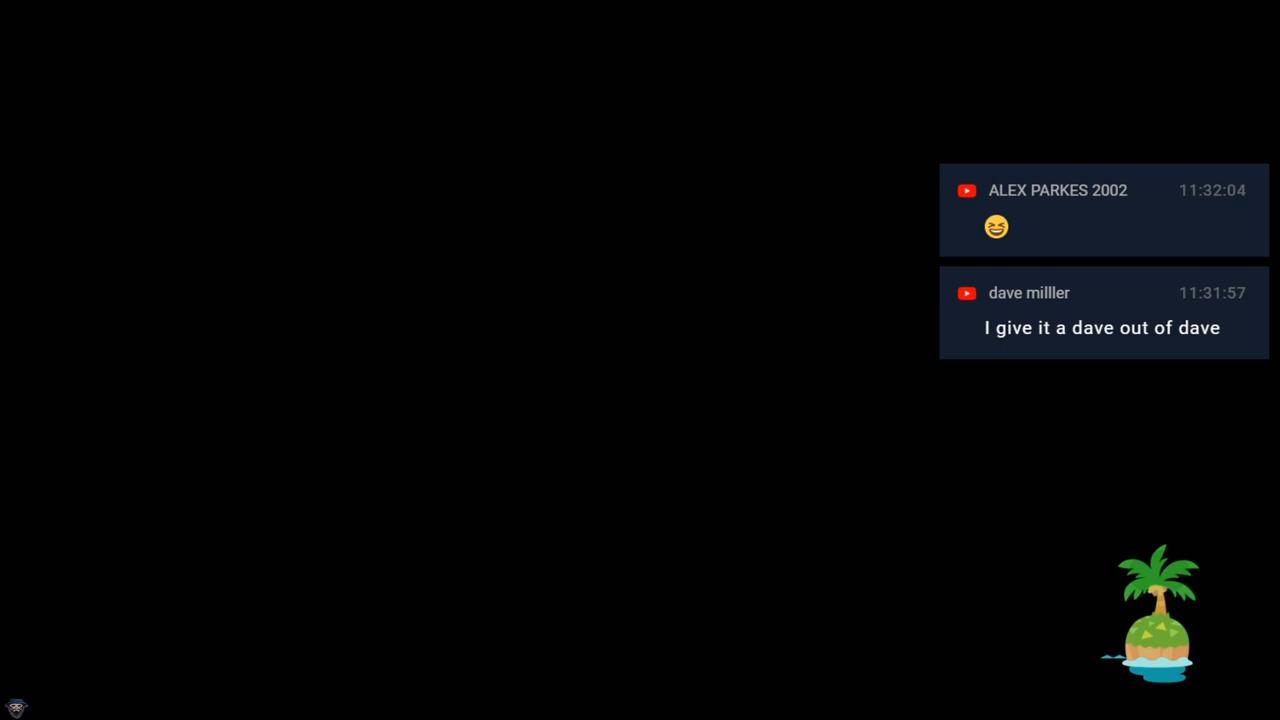 ALEX PARKES 2002 11:32:04
😆
dave milller 11:31:57
I give it a dave out of dave